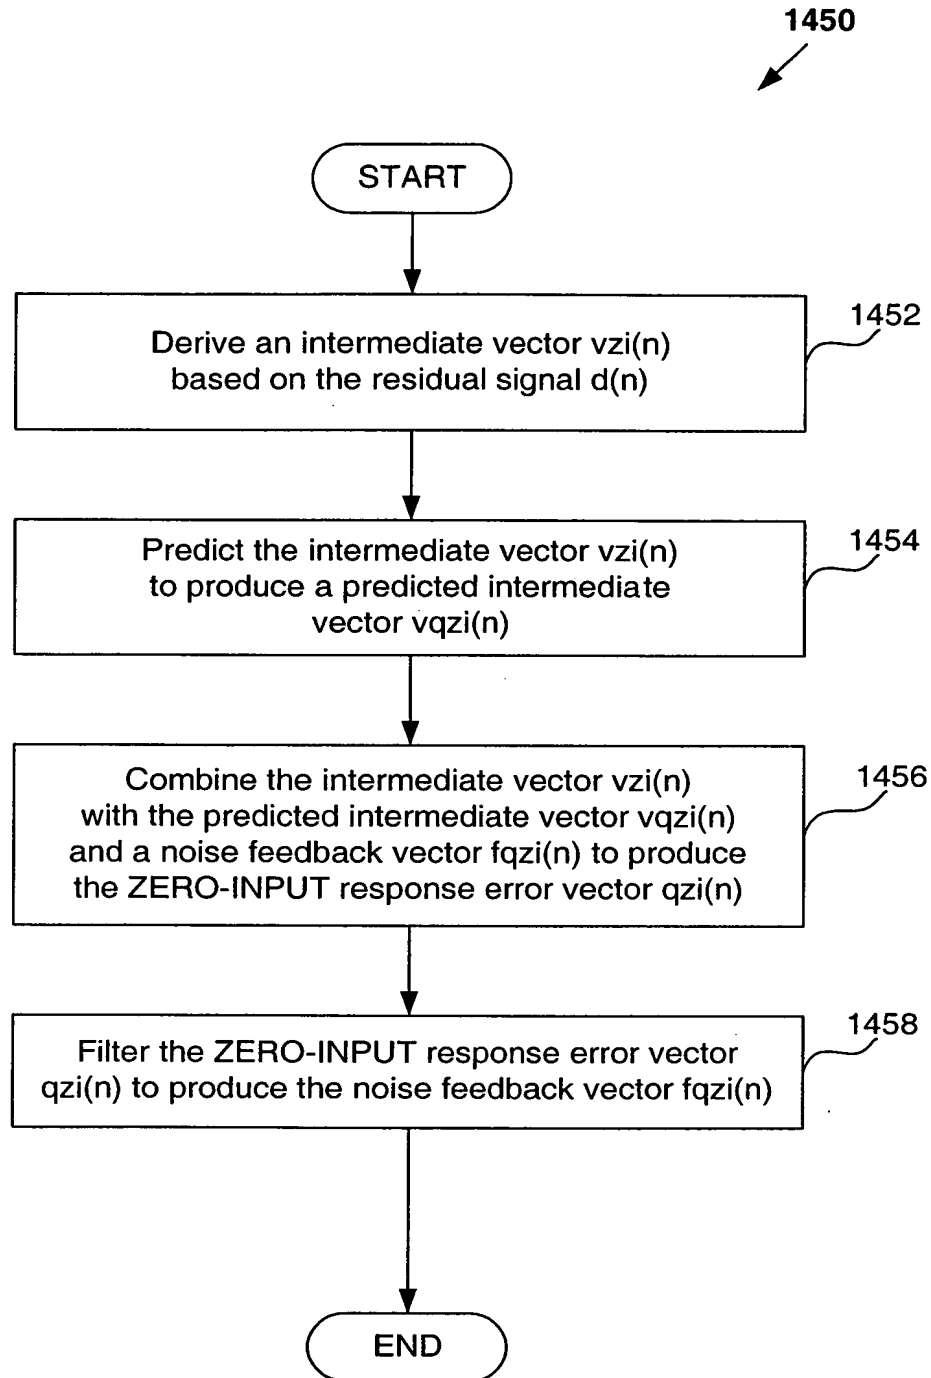 1450
START
Derive an intermediate vector vzi(n)
based on the residual signal d(n)
1452
Predict the intermediate vector vzi(n)
to produce a predicted intermediate
vector vqzi(n)
1454
Combine the intermediate vector vzi(n)
with the predicted intermediate vector vqzi(n)
and a noise feedback vector fqzi(n) to produce
the ZERO-INPUT response error vector qzi(n)
1456
Filter the ZERO-INPUT response error vector
qzi(n) to produce the noise feedback vector fqzi(n)
1458
END